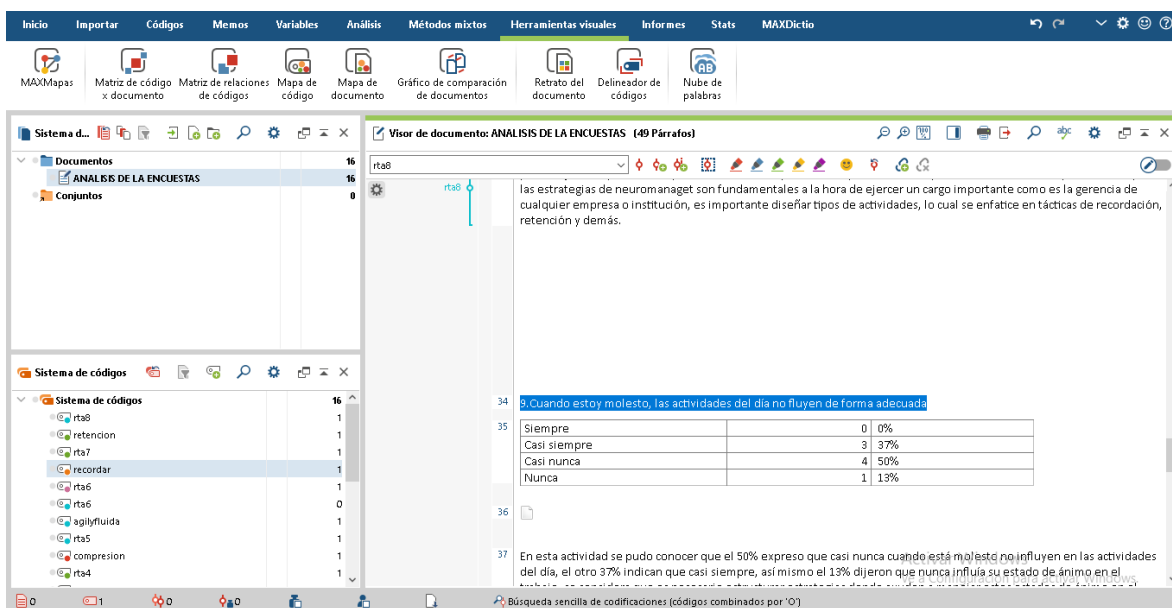 Inicio Importar Códigos Memos Variables Análisis Métodos mixtos Herramientas visuales Informes Stats MAXDictio
MAXMapas
Matriz de código x documento
Matriz de relaciones de códigos
Mapa de código
Mapa de documento
Gráfico de comparación de documentos
Retrato del documento
Delineador de códigos
Nube de palabras
Sistema d...
Documentos 16
ANALISIS DE LA ENCUESTAS 16
Conjuntos 0
Sistema de códigos
Sistema de códigos 16
rta8 1
retencion 1
rta7 1
recordar 1
rta6 1
rta6 0
agilyfluida 1
rta5 1
compresion 1
rta4 1
Visor de documento: ANALISIS DE LA ENCUESTAS (49 Párrafos)
rta8
rta8
las estrategias de neuromanaget son fundamentales a la hora de ejercer un cargo importante como es la gerencia de
cualquier empresa o institución, es importante diseñar tipos de actividades, lo cual se enfatice en tácticas de recordación,
retención y demás.
34 9.Cuando estoy molesto, las actividades del día no fluyen de forma adecuada
35 Siempre 0 0%
Casi siempre 3 37%
Casi nunca 4 50%
Nunca 1 13%
36
37 En esta actividad se pudo conocer que el 50% expreso que casi nunca cuando está molesto no influyen en las actividades
del día, el otro 37% indican que casi siempre, así mismo el 13% dijeron que nunca influía su estado de ánimo en el
Activar Windows
Ve a Configuración para activar Windows.
0 1 0 0
Búsqueda sencilla de codificaciones (códigos combinados por 'O')